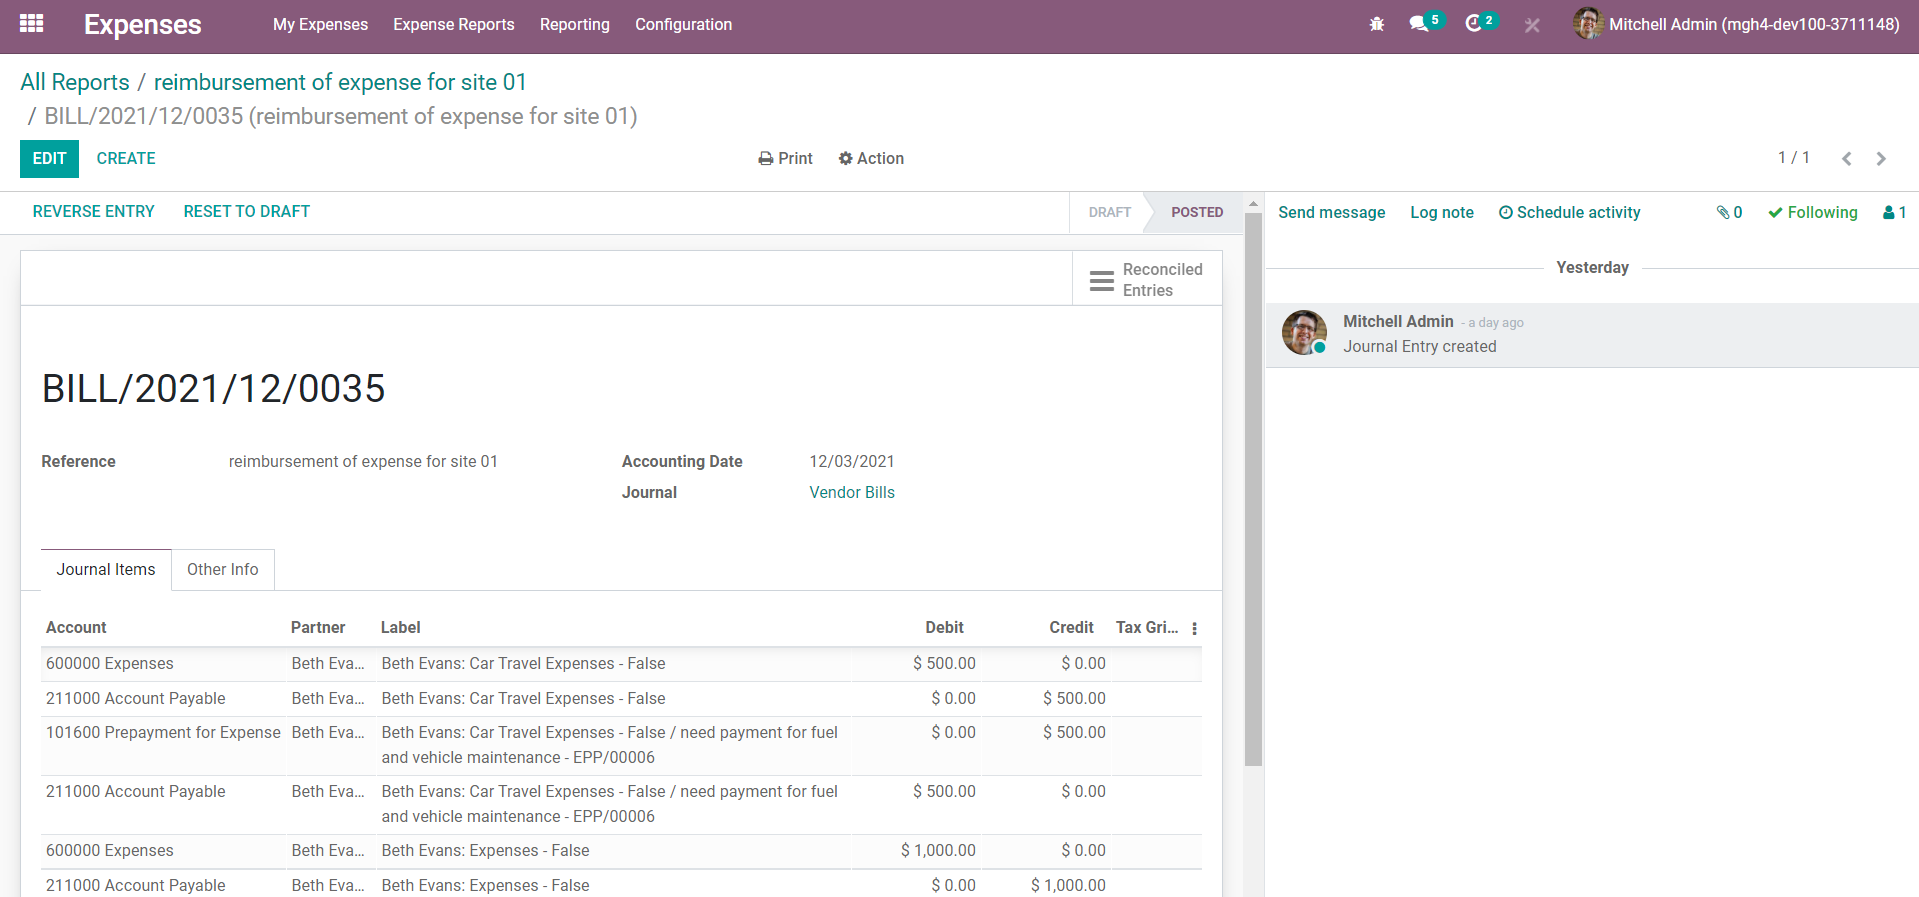 Expenses My Expenses Expense Reports Reporting Configuration 5 2 Mitchell Admin (mgh4-dev100-3711148)
All Reports / reimbursement of expense for site 01
/ BILL/2021/12/0035 (reimbursement of expense for site 01)
EDIT CREATE Print Action 1 / 1
REVERSE ENTRY RESET TO DRAFT DRAFT POSTED Send message Log note Schedule activity 0 Following 1
Reconciled
Entries
Yesterday
Mitchell Admin - a day ago
Journal Entry created
BILL/2021/12/0035
Reference reimbursement of expense for site 01 Accounting Date 12/03/2021
Journal Vendor Bills
Journal Items Other Info
Account Partner Label Debit Credit Tax Gri...
600000 Expenses Beth Eva... Beth Evans: Car Travel Expenses - False $ 500.00 $ 0.00
211000 Account Payable Beth Eva... Beth Evans: Car Travel Expenses - False $ 0.00 $ 500.00
101600 Prepayment for Expense Beth Eva... Beth Evans: Car Travel Expenses - False / need payment for fuel $ 0.00 $ 500.00
and vehicle maintenance - EPP/00006
211000 Account Payable Beth Eva... Beth Evans: Car Travel Expenses - False / need payment for fuel $ 500.00 $ 0.00
and vehicle maintenance - EPP/00006
600000 Expenses Beth Eva... Beth Evans: Expenses - False $ 1,000.00 $ 0.00
211000 Account Payable Beth Eva... Beth Evans: Expenses - False $ 0.00 $ 1,000.00